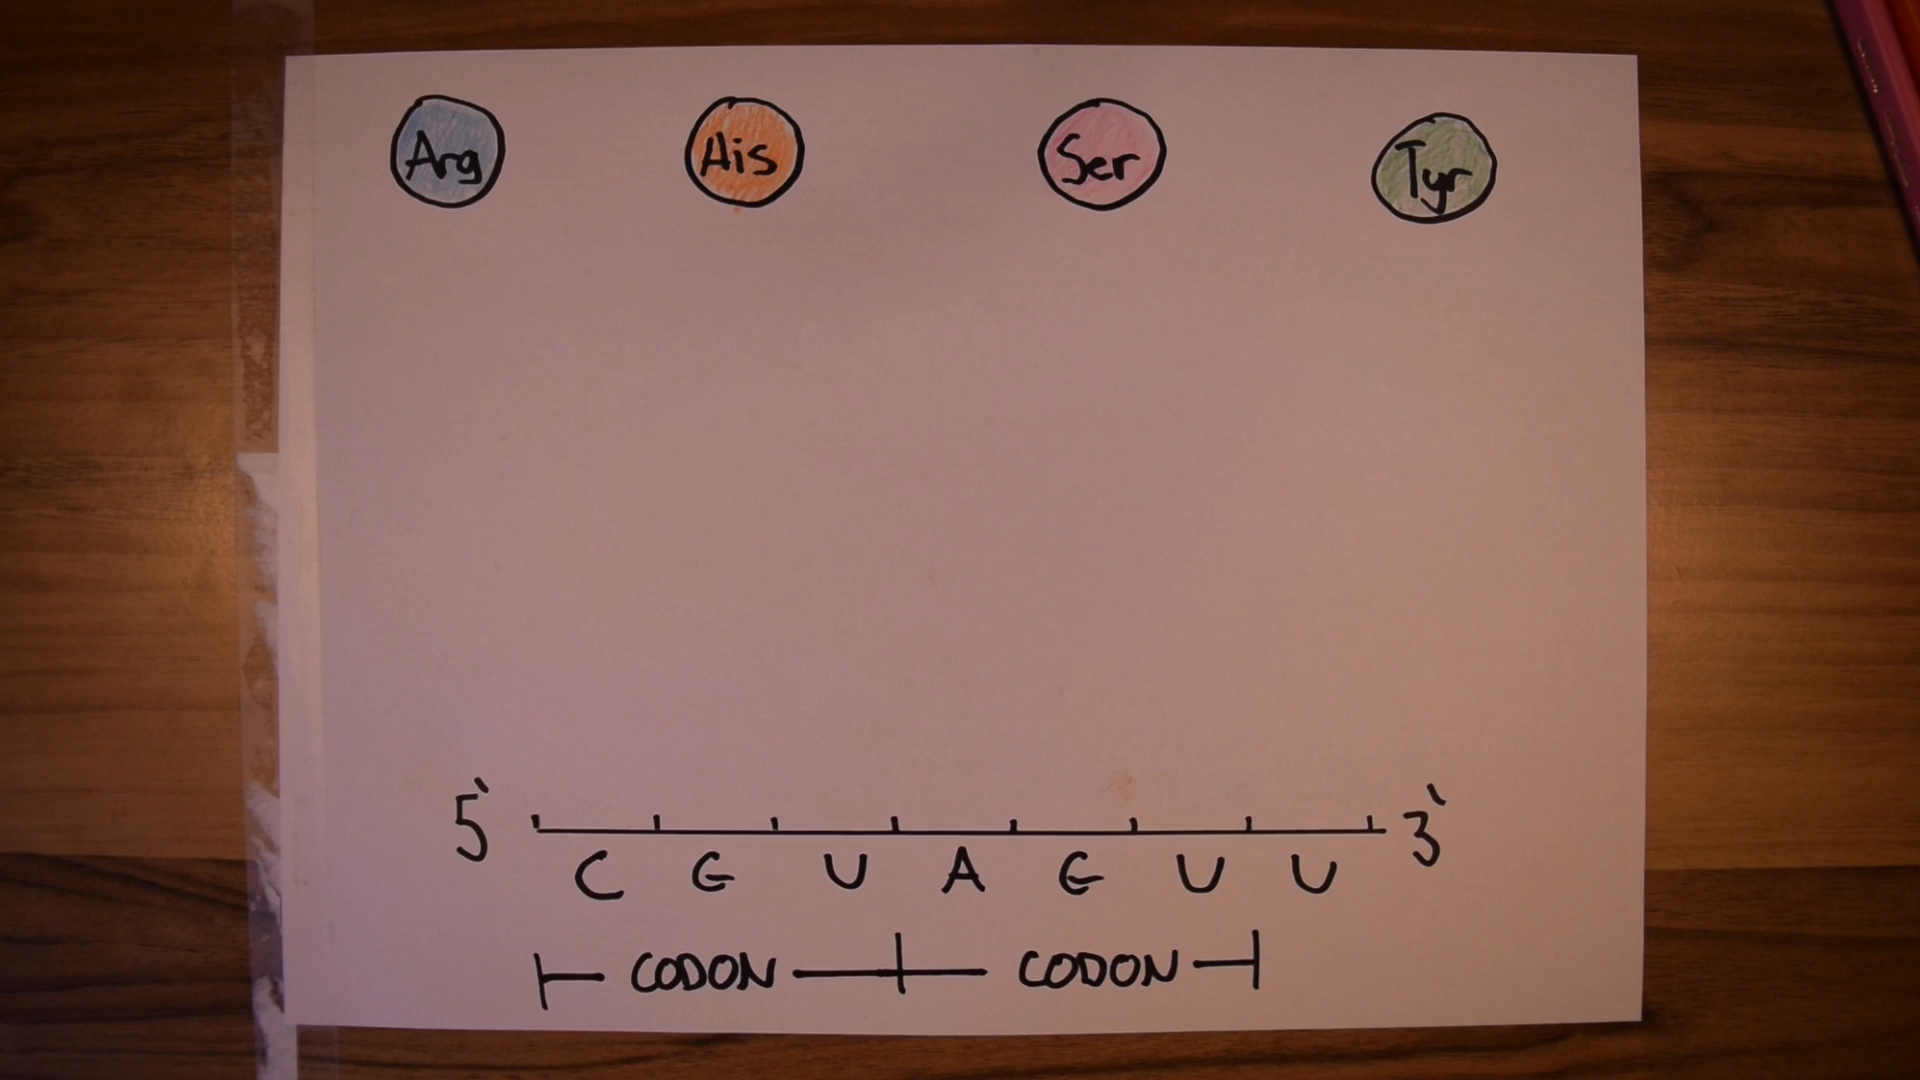 Arg His Ser Tyr
5` 3`
C G U A G U U
CODON CODON